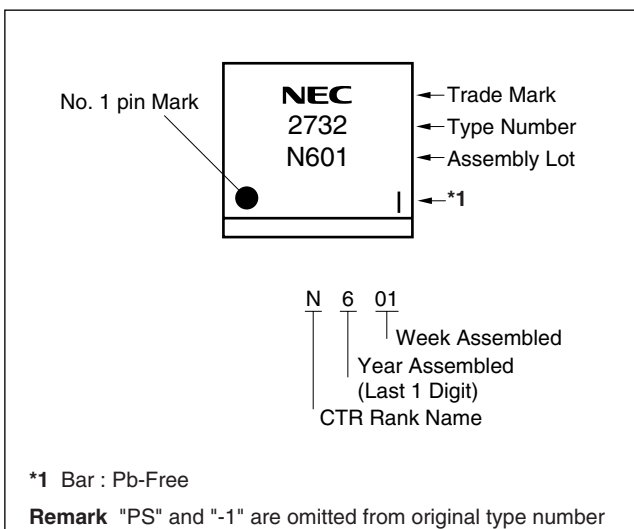 No. 1 pin Mark
NEC
2732
N601
Trade Mark
Type Number
Assembly Lot
*1
N 6 01
Week Assembled
Year Assembled
(Last 1 Digit)
CTR Rank Name
*1 Bar : Pb-Free
Remark "PS" and "-1" are omitted from original type number